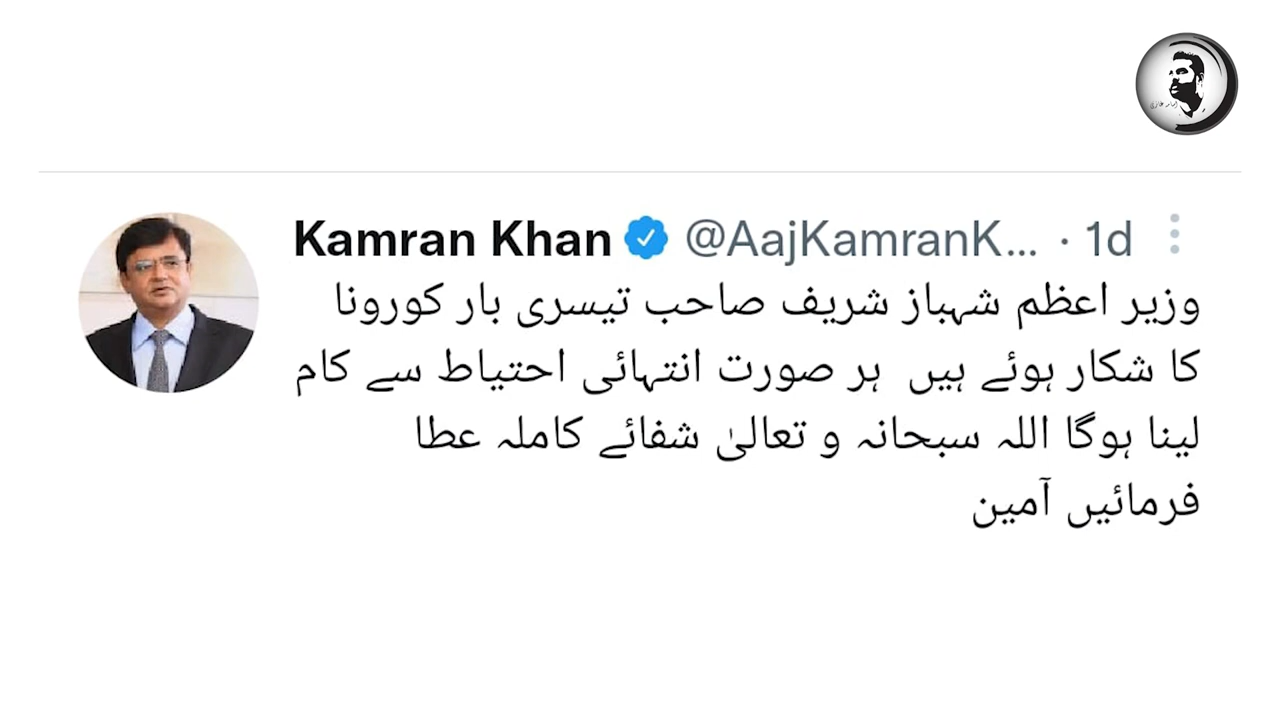 Kamran Khan @AajKamranK... · 1d
وزیر اعظم شہباز شریف صاحب تیسری بار کورونا
کا شکار ہوئے ہیں ہر صورت انتہائی احتیاط سے کام
لینا ہوگا اللہ سبحانہ و تعالیٰ شفائے کاملہ عطا
فرمائیں آمین